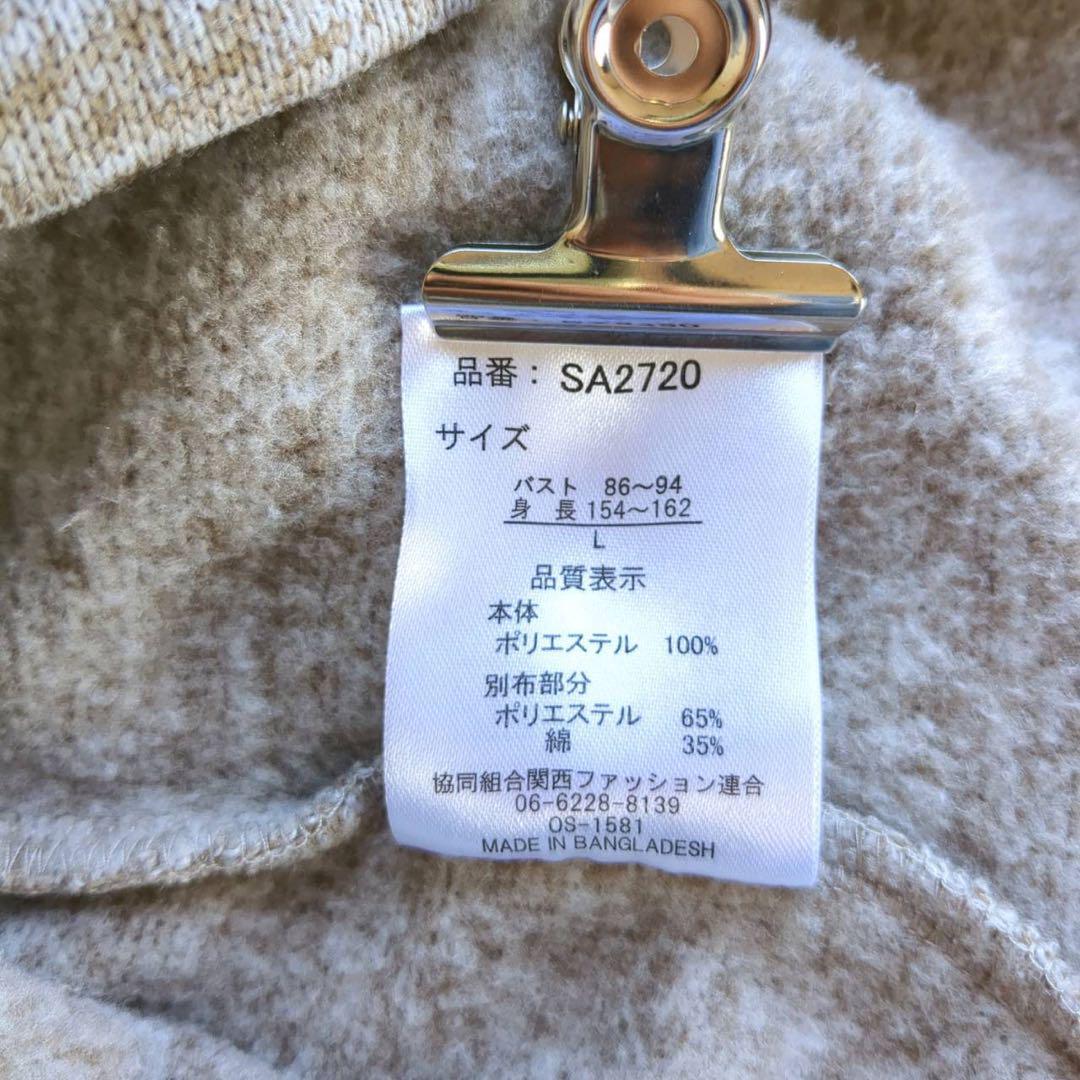 品番： SA2720
サイズ
バスト 86～94
身 長 154～162
L
品質表示
本体
ポリエステル 100%
別布部分
ポリエステル 65%
綿 35%
協同組合関西ファッション連合
06-6228-8139
OS-1581
MADE IN BANGLADESH